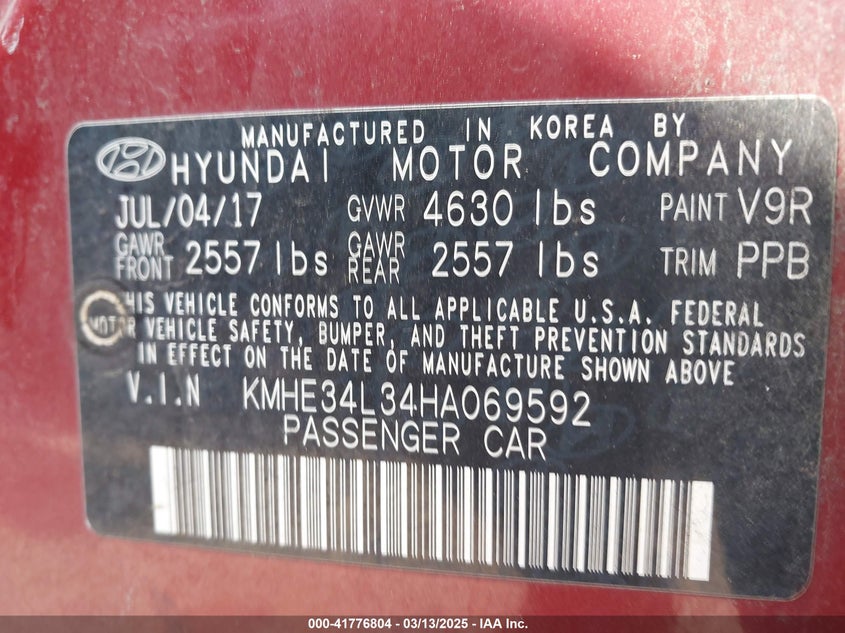 MANUFACTURED IN KOREA BY
HYUNDAI MOTOR COMPANY
JUL/04/17 GVWR 4630 lbs PAINT V9R
GAWR FRONT 2557 lbs GAWR REAR 2557 lbs TRIM PPB
THIS VEHICLE CONFORMS TO ALL APPLICABLE U.S.A. FEDERAL
MOTOR VEHICLE SAFETY, BUMPER, AND THEFT PREVENTION STANDARDS
IN EFFECT ON THE DATE OF MANUFACTURE SHOWN ABOVE
V.I.N KMHE34L34HA069592
PASSENGER CAR
000-41776804 - 03/13/2025 - IAA Inc.